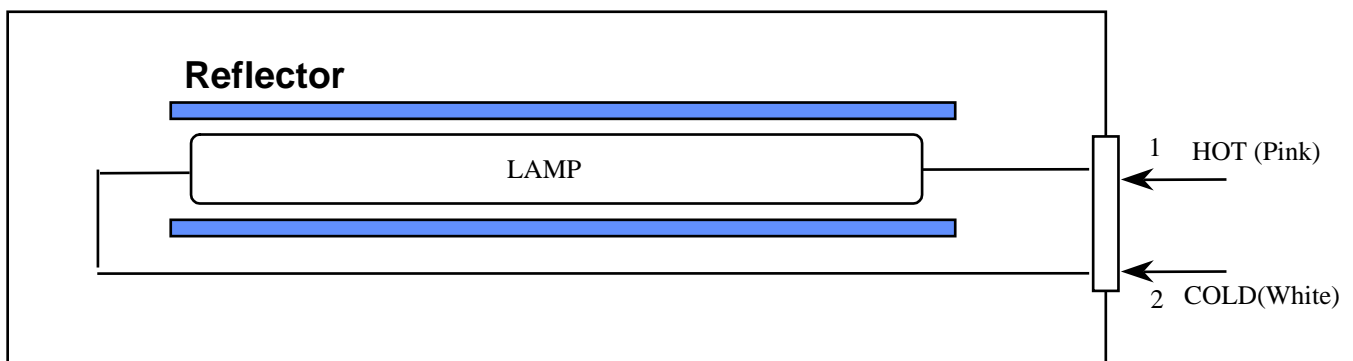 Reflector
LAMP
1
HOT (Pink)
2
COLD(White)